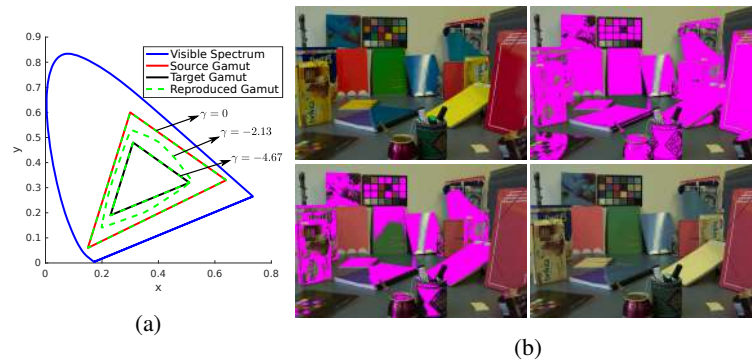 0.9
0.8
0.7
0.6
0.5
0.4
0.3
0.2
0.1
0
y
0
0.2
0.4
0.6
0.8
x
Visible Spectrum
Source Gamut
Target Gamut
Reproduced Gamut
γ = 0
γ = −2.13
γ = −4.67
(a)
(b)